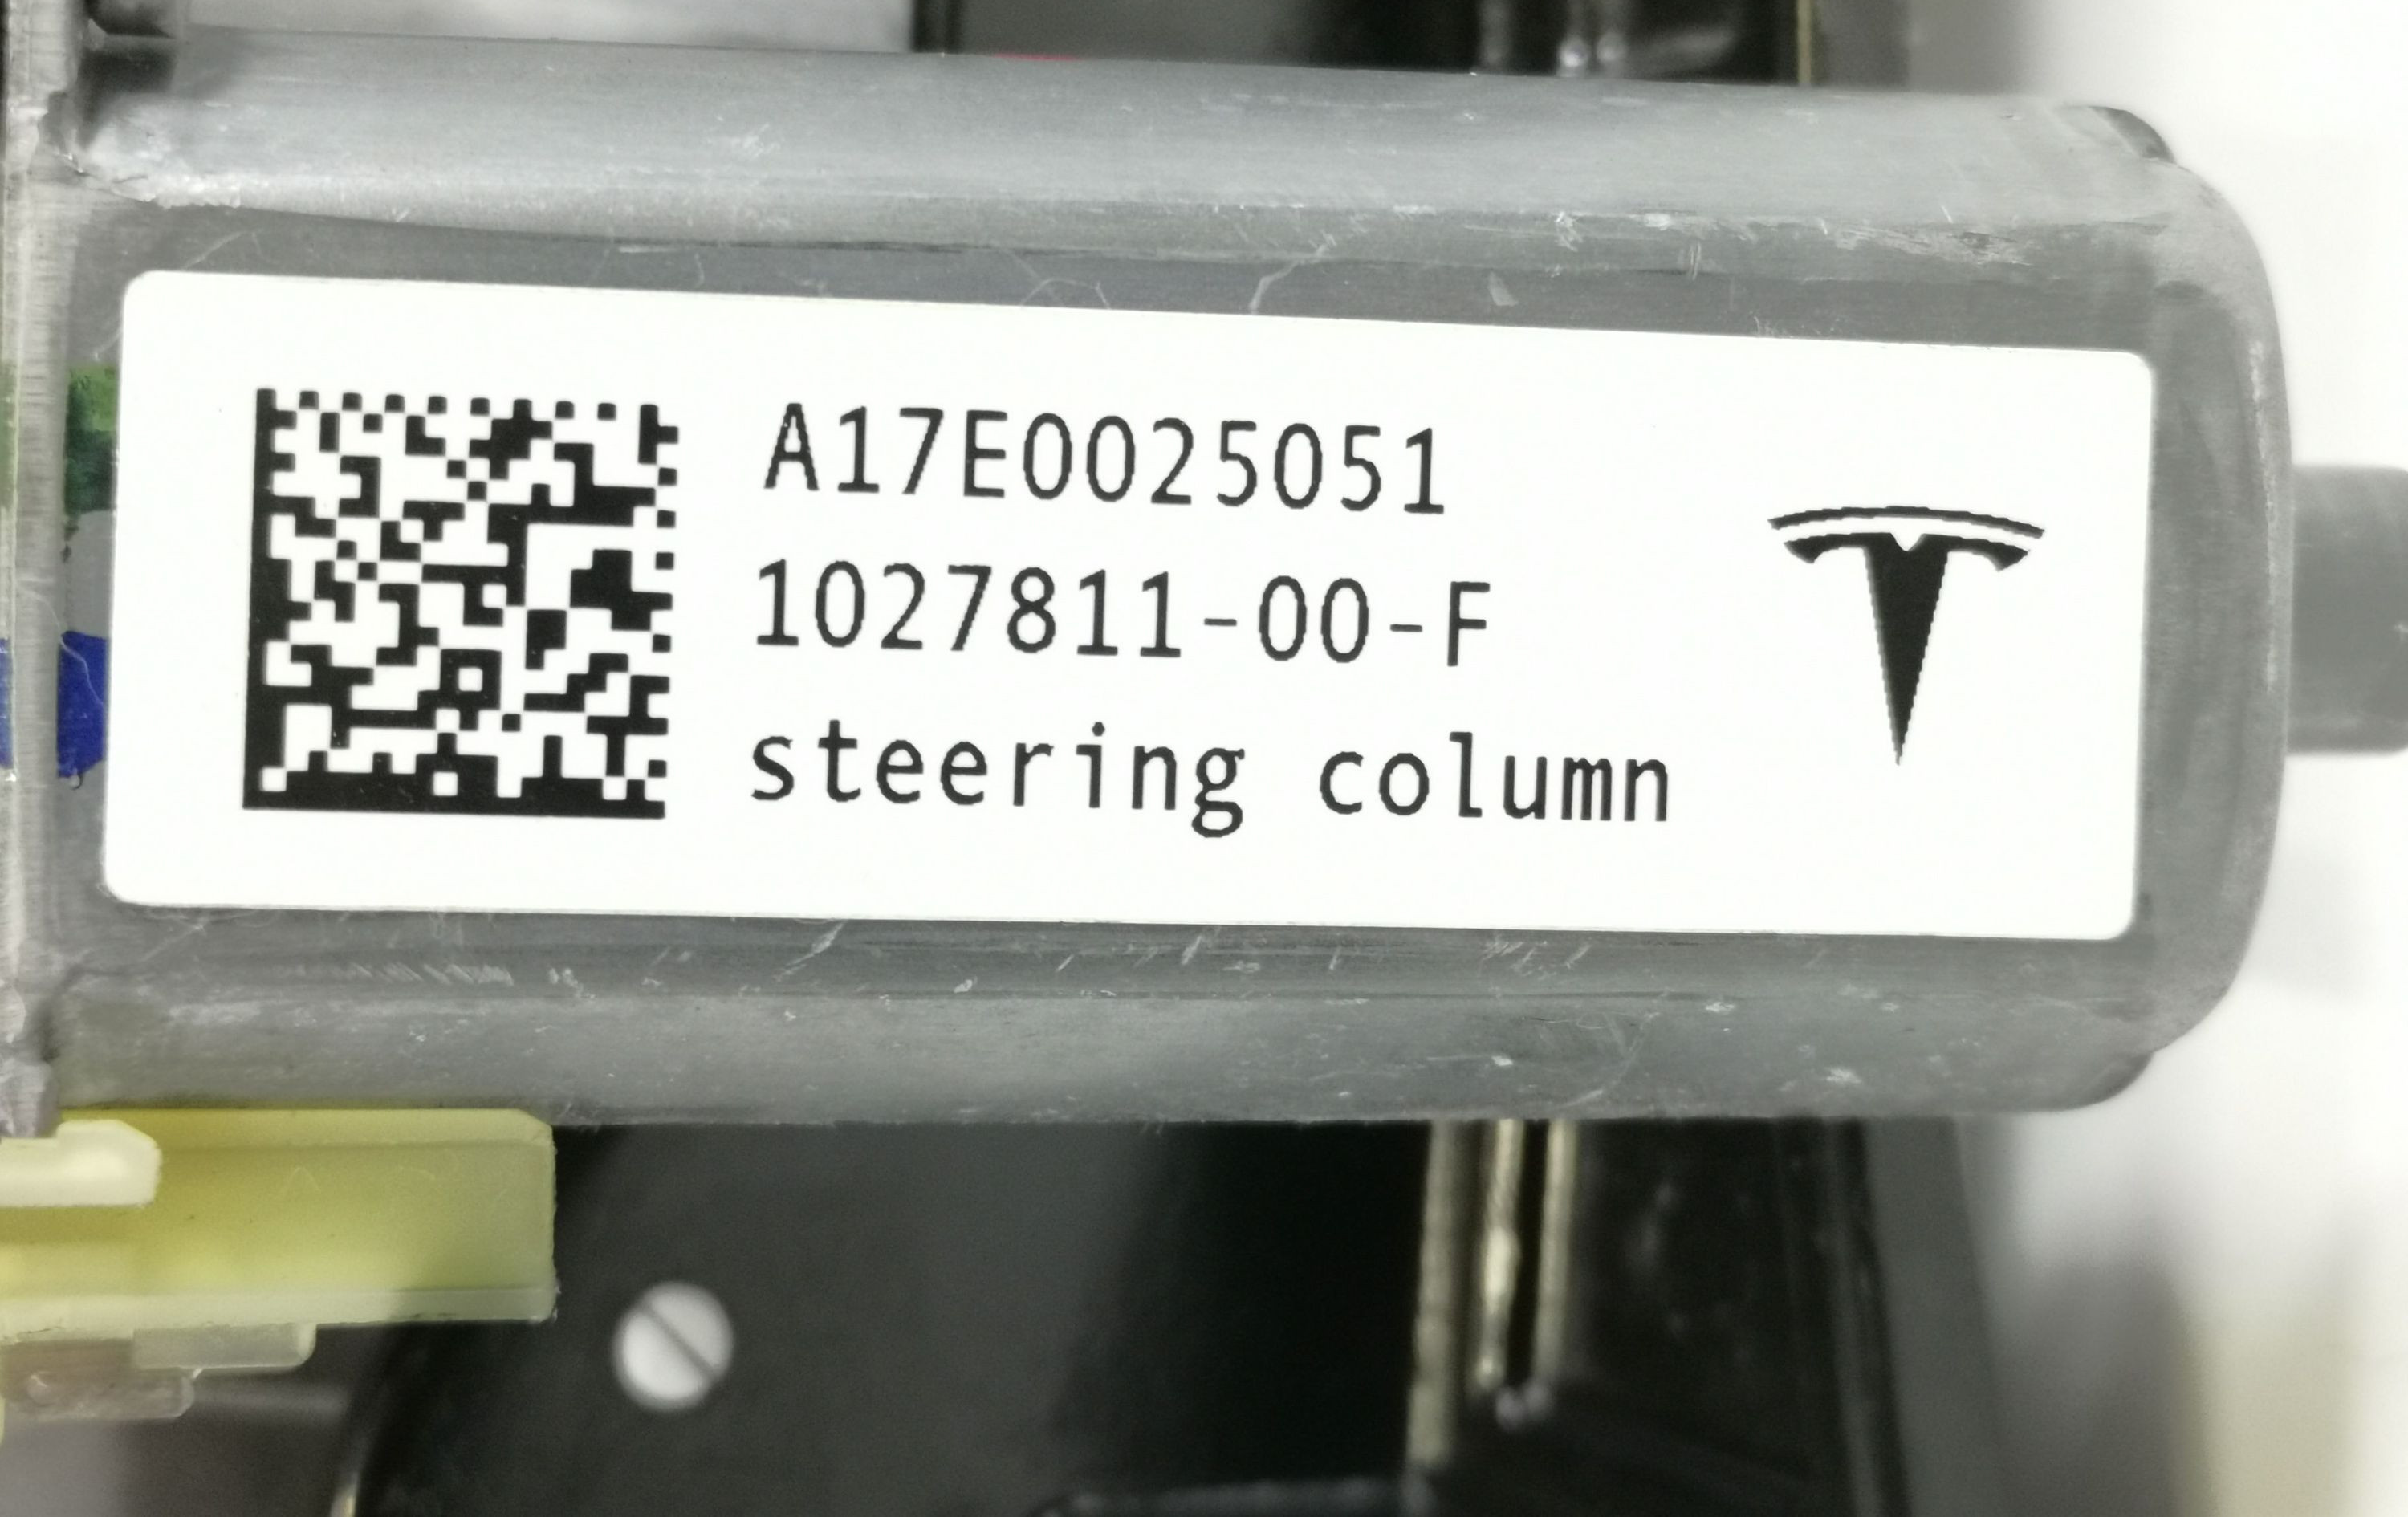 A17E0025051
1027811-00-F
steering column